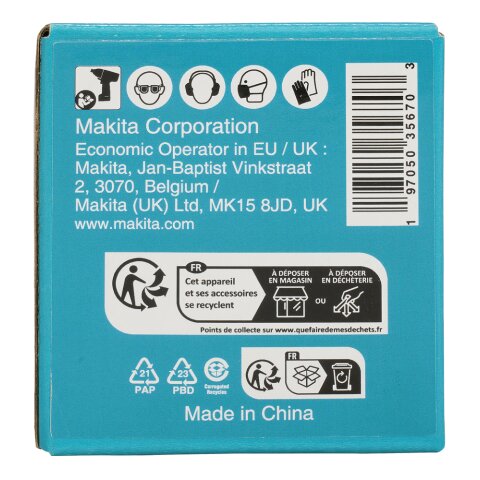 Makita Corporation
Economic Operator in EU / UK :
Makita, Jan-Baptist Vinkstraat
2, 3070, Belgium /
Makita (UK) Ltd, MK15 8JD, UK
www.makita.com
1 97050 35670 3
FR
Cet appareil
et ses accessoires
se recyclent
À DÉPOSER
EN MAGASIN
OU
À DÉPOSER
EN DÉCHÈTERIE
Points de collecte sur www.quefairedemesdechets.fr
21
PAP
23
PBD
Corrugated
Recycles
FR
Made in China